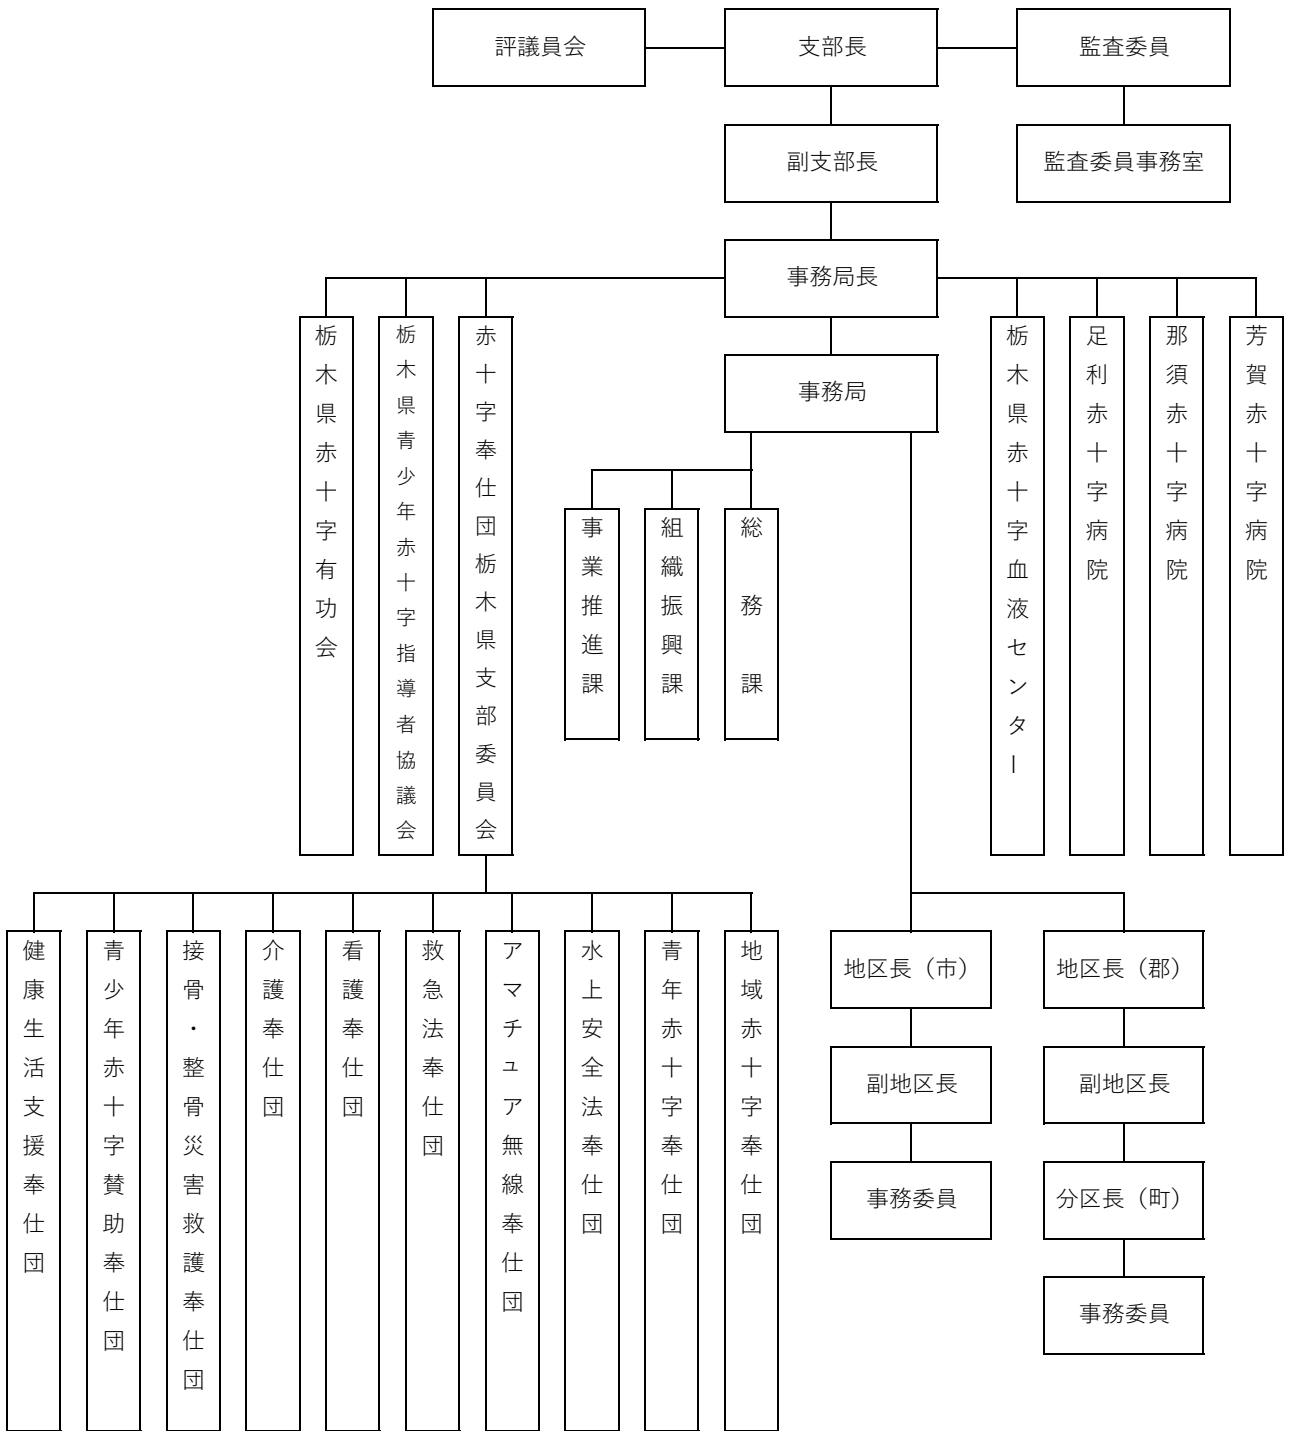 評議員会
支部長
監査委員
副支部長
監査委員事務室
事務局長
栃木県赤十字有功会
栃木県青少年赤十字指導者協議会
赤十字奉仕団栃木県支部委員会
事務局
栃木県赤十字血液センター
足利赤十字病院
那須赤十字病院
芳賀赤十字病院
事業推進課
組織振興課
総務課
健康生活支援奉仕団
青少年赤十字賛助奉仕団
接骨・整骨災害救護奉仕団
介護奉仕団
看護奉仕団
救急法奉仕団
アマチュア無線奉仕団
水上安全法奉仕団
青年赤十字奉仕団
地域赤十字奉仕団
地区長（市）
地区長（郡）
副地区長
副地区長
事務委員
分区長（町）
事務委員